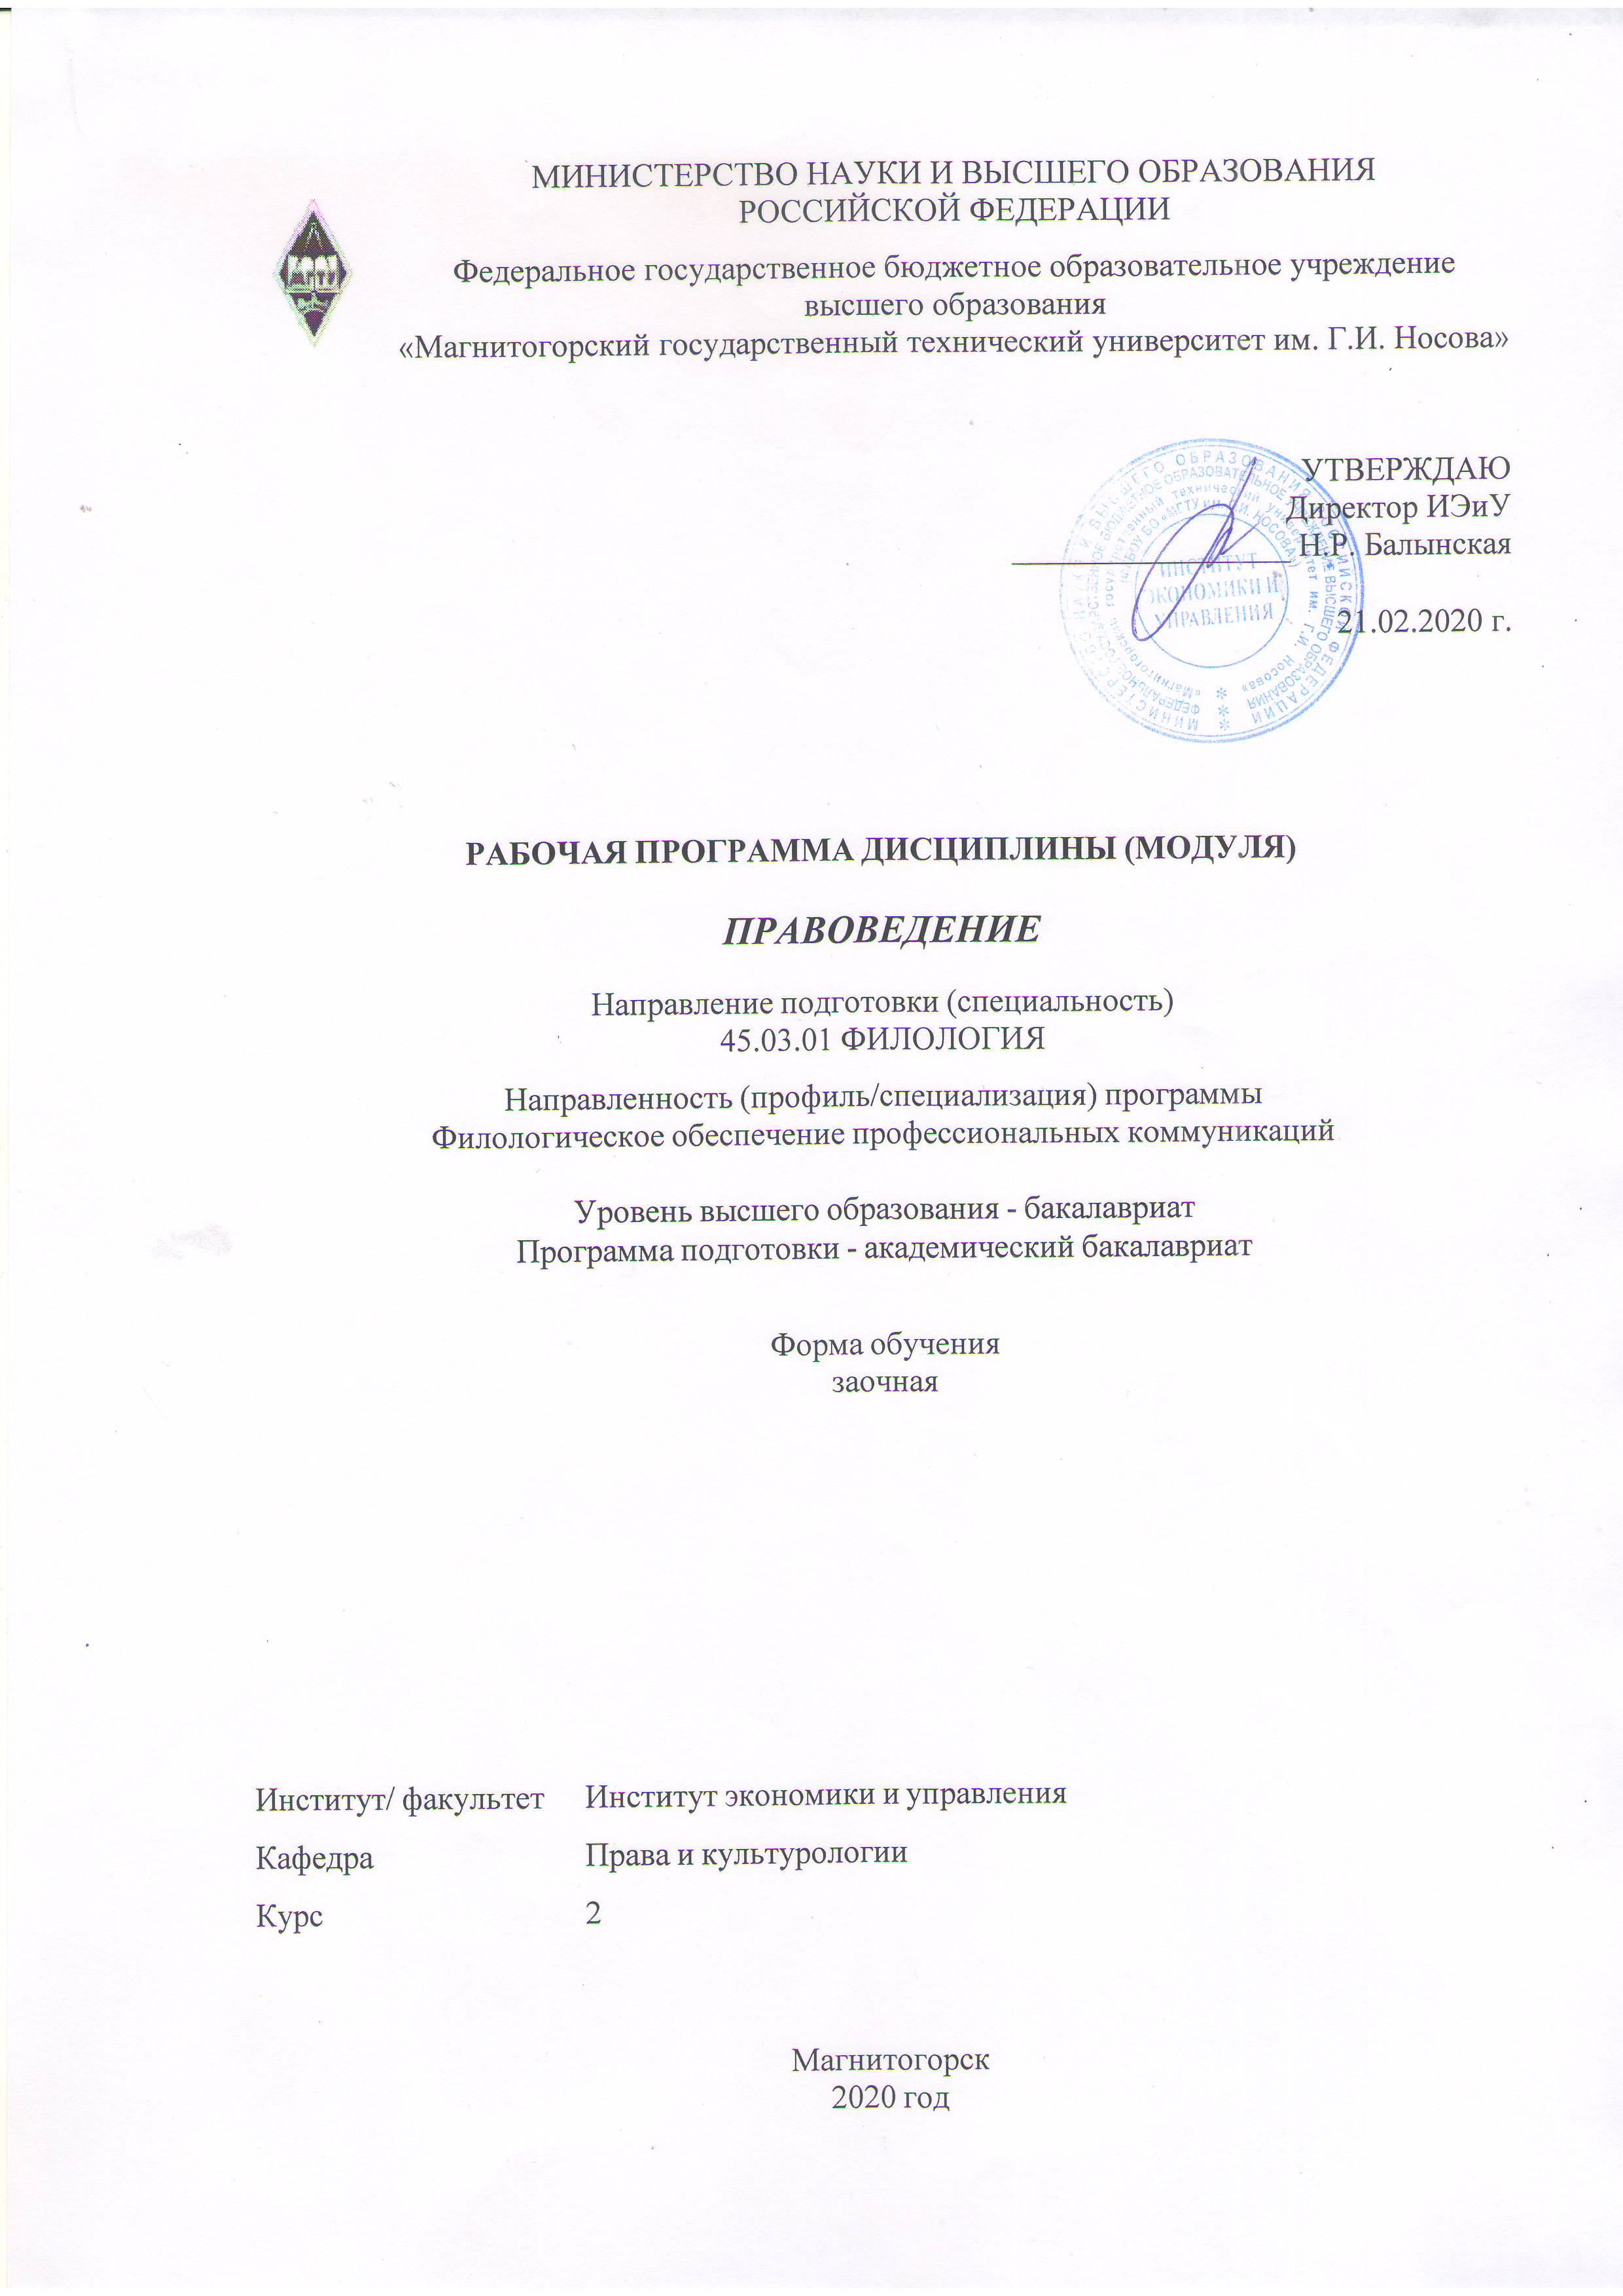 МИНИСТЕРСТВО НАУКИ И ВЫСШЕГО ОБРАЗОВАНИЯ
РОССИЙСКОЙ ФЕДЕРАЦИИ
Федеральное государственное бюджетное образовательное учреждение
высшего образования
«Магнитогорский государственный технический университет им. Г.И. Носова»
УТВЕРЖДАЮ
Директор ИЭиУ
Н.Р. Балынская
21.02.2020 г.
ИНСТИТУТ
ЭКОНОМИКИ И
УПРАВЛЕНИЯ
РАБОЧАЯ ПРОГРАММА ДИСЦИПЛИНЫ (МОДУЛЯ)
ПРАВОВЕДЕНИЕ
Направление подготовки (специальность)
45.03.01 ФИЛОЛОГИЯ
Направленность (профиль/специализация) программы
Филологическое обеспечение профессиональных коммуникаций
Уровень высшего образования - бакалавриат
Программа подготовки - академический бакалавриат
Форма обучения
заочная
Институт/ факультет Институт экономики и управления
Кафедра Права и культурологии
Курс 2
Магнитогорск
2020 год